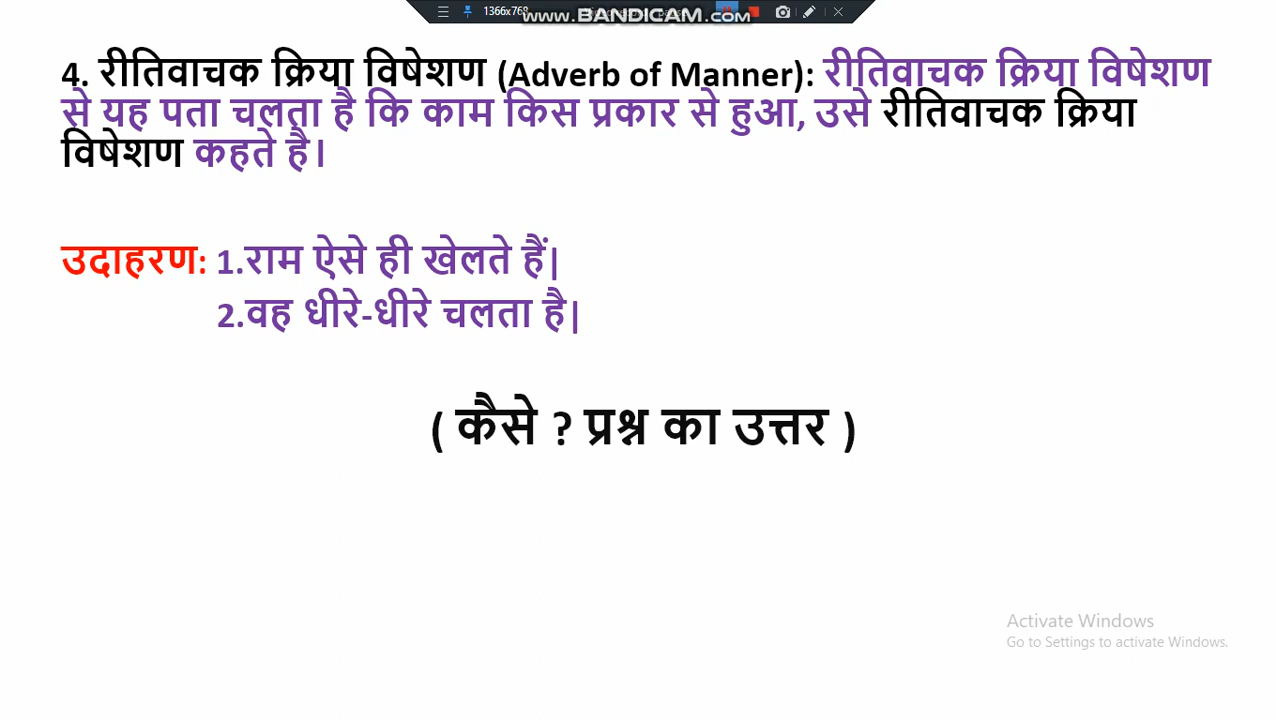 1366x768
www.BANDICAM.com
4. रीतिवाचक क्रिया विषेशण (Adverb of Manner): रीतिवाचक क्रिया विषेशण
से यह पता चलता है कि काम किस प्रकार से हुआ, उसे रीतिवाचक क्रिया
विषेशण कहते है।
उदाहरण: 1.राम ऐसे ही खेलते हैं|
2.वह धीरे-धीरे चलता है|
( कैसे ? प्रश्न का उत्तर )
Activate Windows
Go to Settings to activate Windows.